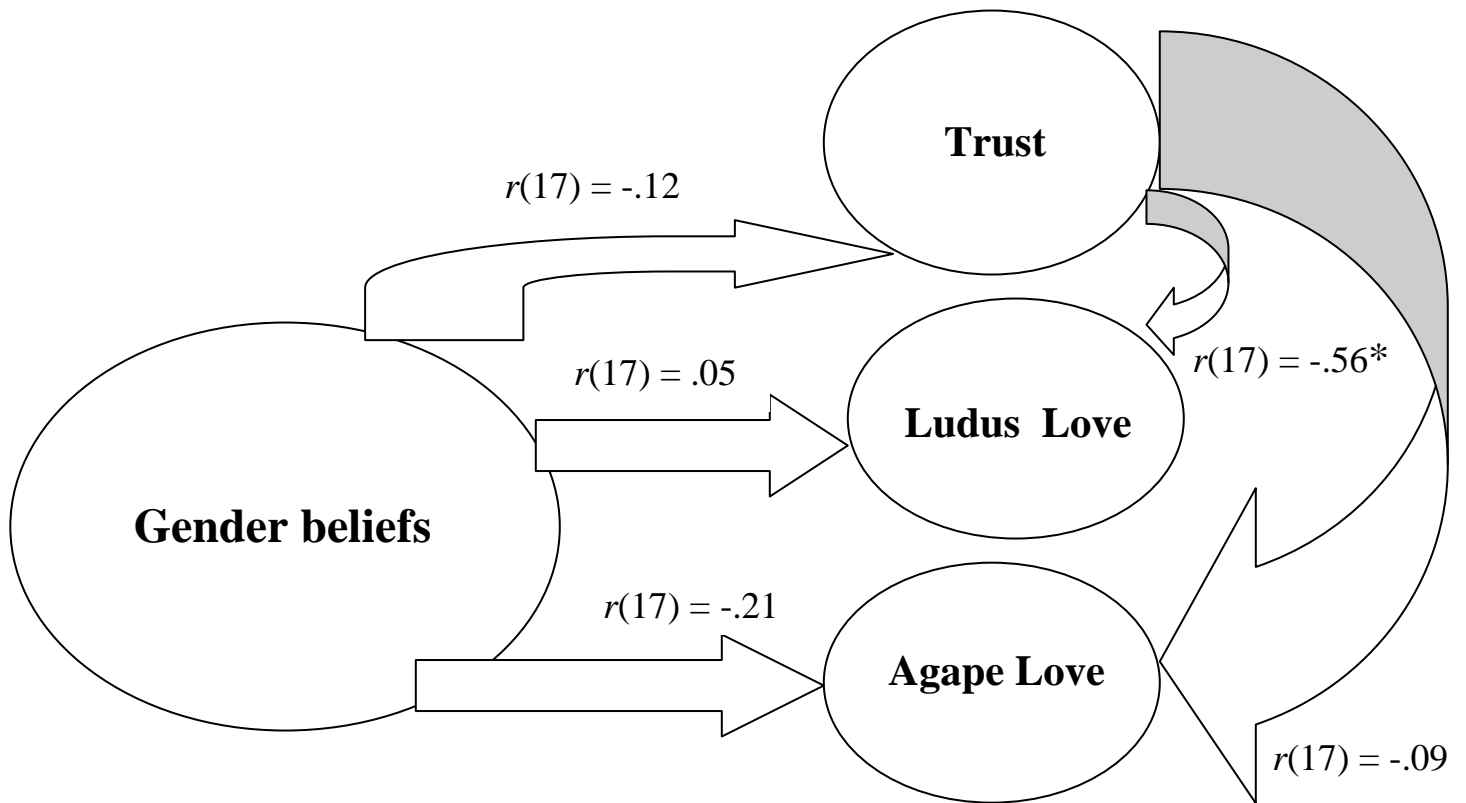 Trust
r(17) = -.12
r(17) = -.56*
r(17) = .05
Ludus  Love
Gender beliefs
r(17) = -.21
Agape Love
r(17) = -.09